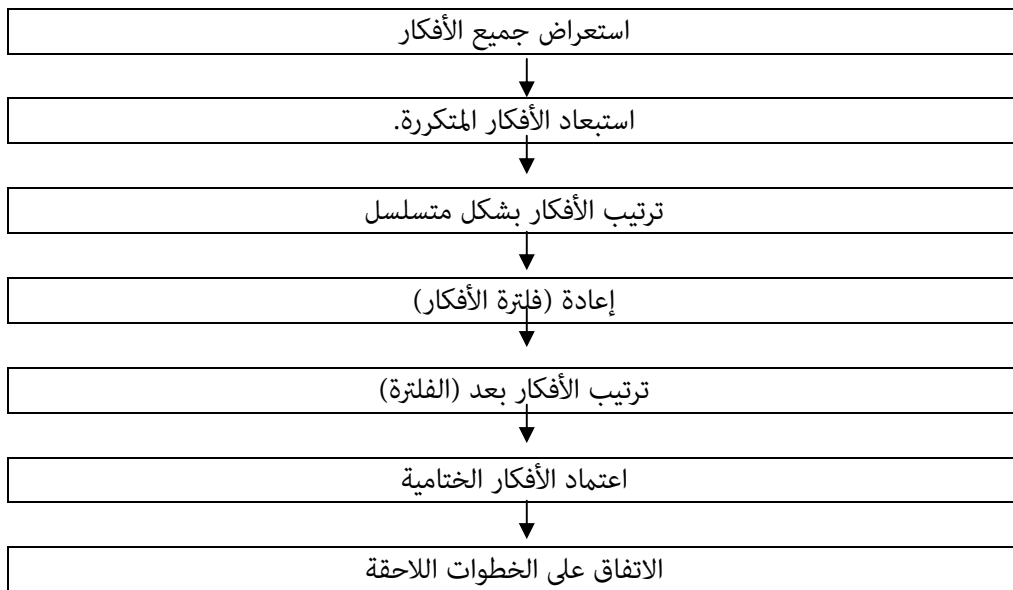 استعراض جميع الأفكار
استبعاد الأفكار المتكررة.
ترتيب الأفكار بشكل متسلسل
إعادة (فلترة الأفكار)
ترتيب الأفكار بعد (الفلترة)
اعتماد الأفكار الختامية
الاتفاق على الخطوات اللاحقة